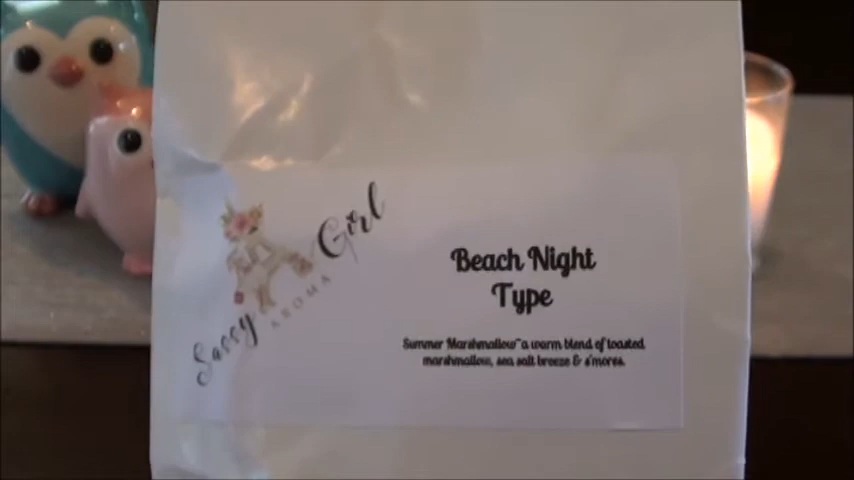 Sassy Girl
AROMA
Beach Night
Type
Summer Marshmallow~a warm blend of toasted
marshmallow, sea salt breeze & s'mores.